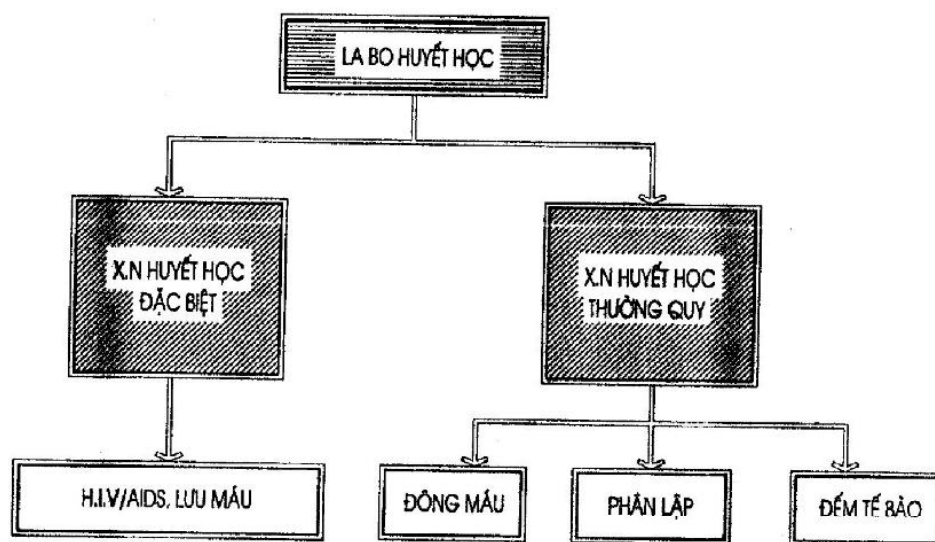 LA BO HUYẾT HỌC
X.N HUYẾT HỌC
ĐẶC BIỆT
X.N HUYẾT HỌC
THƯỜNG QUY
H.I.V/AIDS, LƯU MÁU
ĐÔNG MÁU
PHÂN LẬP
ĐẾM TẾ BÀO